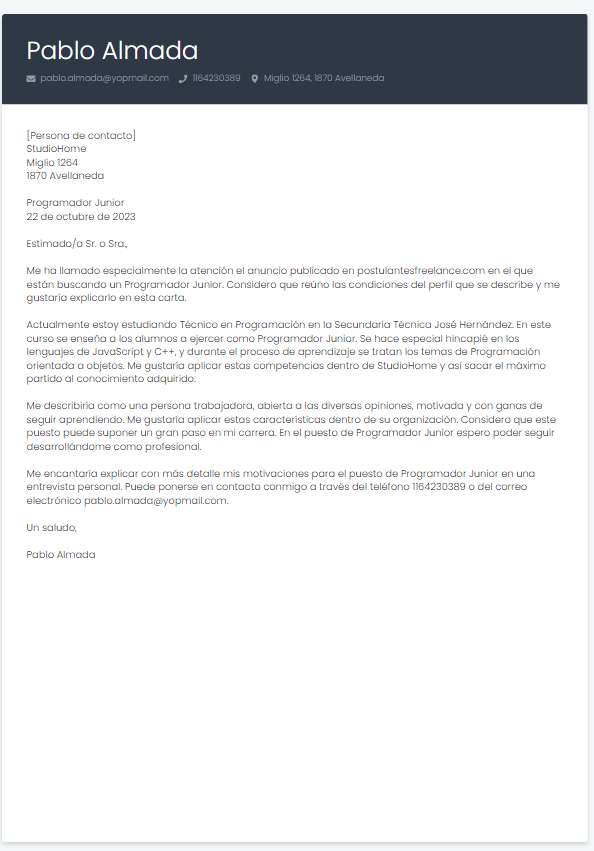 Pablo Almada
pablo.almada@yopmail.com 1164230389 Miglio 1264, 1870 Avellaneda
[Persona de contacto]
StudioHome
Miglio 1264
1870 Avellaneda
Programador Junior
22 de octubre de 2023
Estimado/a Sr. o Sra.,
Me ha llamado especialmente la atención el anuncio publicado en postulantesfreelance.com en el que
están buscando un Programador Junior. Considero que reúno las condiciones del perfil que se describe y me
gustaría explicarlo en esta carta.
Actualmente estoy estudiando Técnico en Programación en la Secundaria Técnica José Hernández. En este
curso se enseña a los alumnos a ejercer como Programador Junior. Se hace especial hincapié en los
lenguajes de JavaScript y C++, y durante el proceso de aprendizaje se tratan los temas de Programación
orientada a objetos. Me gustaría aplicar estas competencias dentro de StudioHome y así sacar el máximo
partido al conocimiento adquirido.
Me describiría como una persona trabajadora, abierta a las diversas opiniones, motivada y con ganas de
seguir aprendiendo. Me gustaría aplicar estas características dentro de su organización. Considero que este
puesto puede suponer un gran paso en mi carrera. En el puesto de Programador Junior espero poder seguir
desarrollándome como profesional.
Me encantaría explicar con más detalle mis motivaciones para el puesto de Programador Junior en una
entrevista personal. Puede ponerse en contacto conmigo a través del teléfono 1164230389 o del correo
electrónico pablo.almada@yopmail.com.
Un saludo,
Pablo Almada